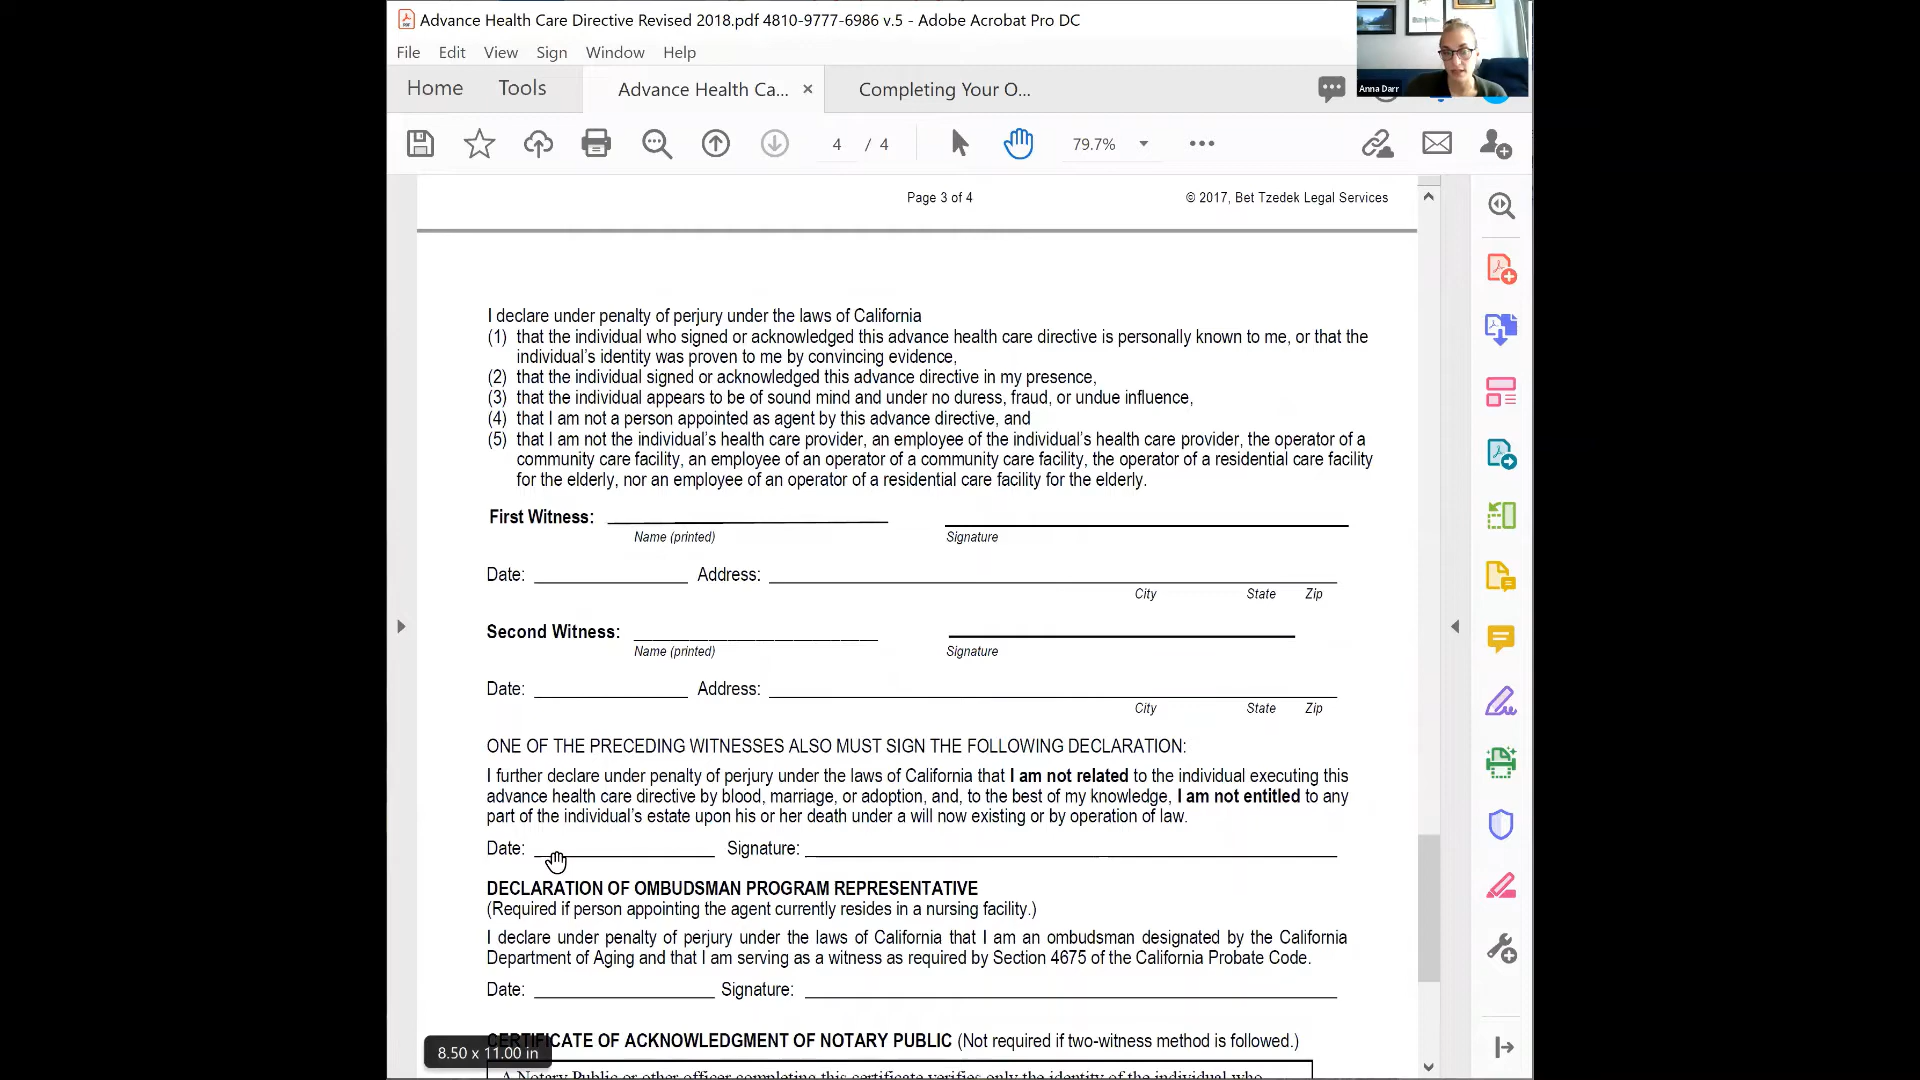 Advance Health Care Directive Revised 2018.pdf 4810-9777-6986 v.5 - Adobe Acrobat Pro DC
File Edit View Sign Window Help
Home Tools Advance Health Ca... × Completing Your O...
Anna Darr
4 / 4 79.7%
Page 3 of 4 © 2017, Bet Tzedek Legal Services
I declare under penalty of perjury under the laws of California
(1) that the individual who signed or acknowledged this advance health care directive is personally known to me, or that the
individual's identity was proven to me by convincing evidence,
(2) that the individual signed or acknowledged this advance directive in my presence,
(3) that the individual appears to be of sound mind and under no duress, fraud, or undue influence,
(4) that I am not a person appointed as agent by this advance directive, and
(5) that I am not the individual's health care provider, an employee of the individual's health care provider, the operator of a
community care facility, an employee of an operator of a community care facility, the operator of a residential care facility
for the elderly, nor an employee of an operator of a residential care facility for the elderly.
First Witness:
Name (printed) Signature
Date: Address:
City State Zip
Second Witness:
Name (printed) Signature
Date: Address:
City State Zip
ONE OF THE PRECEDING WITNESSES ALSO MUST SIGN THE FOLLOWING DECLARATION:
I further declare under penalty of perjury under the laws of California that I am not related to the individual executing this
advance health care directive by blood, marriage, or adoption, and, to the best of my knowledge, I am not entitled to any
part of the individual's estate upon his or her death under a will now existing or by operation of law.
Date: Signature:
DECLARATION OF OMBUDSMAN PROGRAM REPRESENTATIVE
(Required if person appointing the agent currently resides in a nursing facility.)
I declare under penalty of perjury under the laws of California that I am an ombudsman designated by the California
Department of Aging and that I am serving as a witness as required by Section 4675 of the California Probate Code.
Date: Signature:
CERTIFICATE OF ACKNOWLEDGMENT OF NOTARY PUBLIC (Not required if two-witness method is followed.)
8.50 x 11.00 in
A Notary Public or other officer completing this certificate verifies only the identity of the individual who